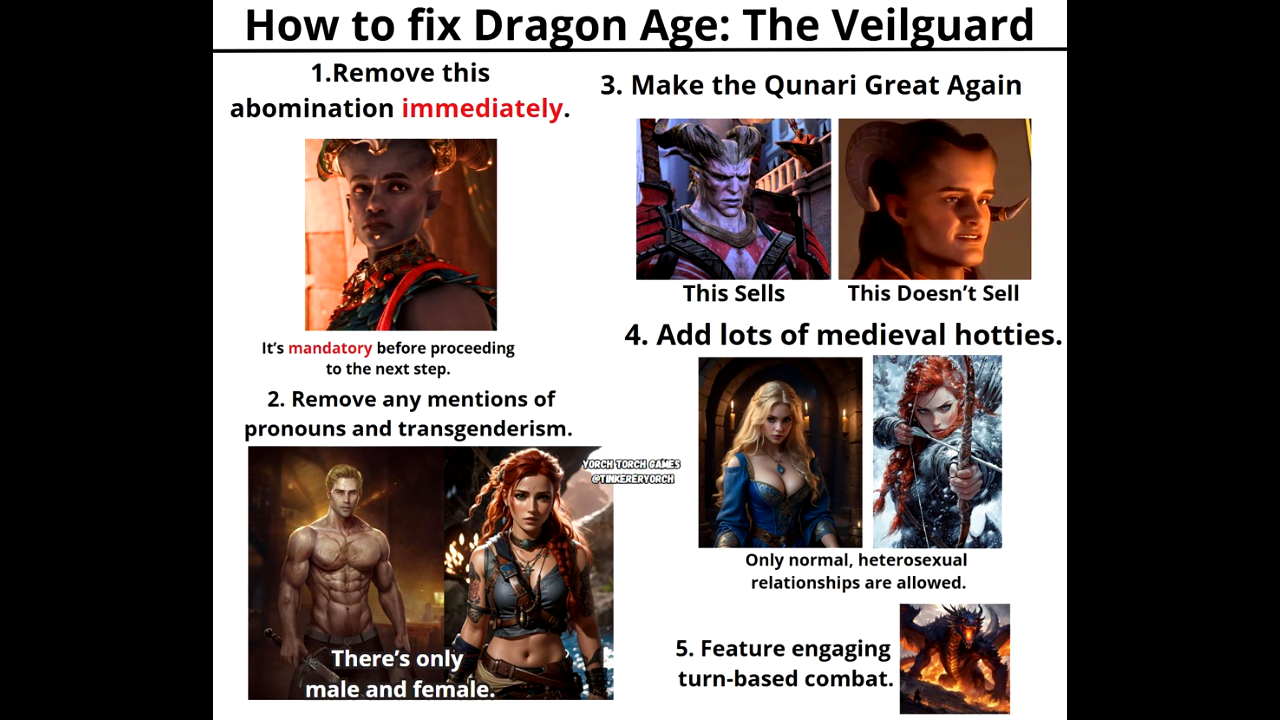 How to fix Dragon Age: The Veilguard
1.Remove this
abomination immediately.
It's mandatory before proceeding
to the next step.
2. Remove any mentions of
pronouns and transgenderism.
YORCH TORCH GAMES
@TINKERERYORCH
There's only
male and female.
3. Make the Qunari Great Again
This Sells
This Doesn't Sell
4. Add lots of medieval hotties.
Only normal, heterosexual
relationships are allowed.
5. Feature engaging
turn-based combat.